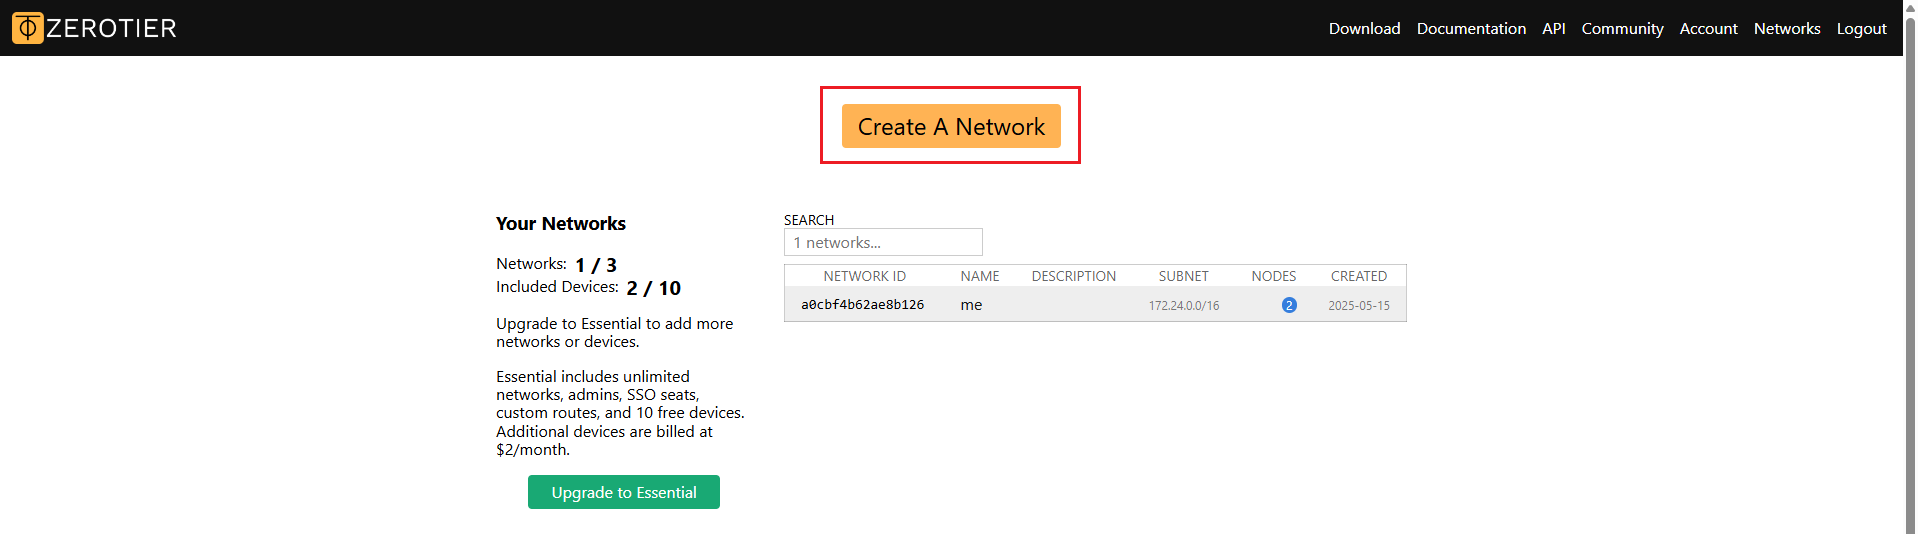 ZEROTIER
Download Documentation API Community Account Networks Logout
Create A Network
Your Networks
Networks: 1 / 3
Included Devices: 2 / 10
Upgrade to Essential to add more
networks or devices.
Essential includes unlimited
networks, admins, SSO seats,
custom routes, and 10 free devices.
Additional devices are billed at
$2/month.
Upgrade to Essential
SEARCH
1 networks...
NETWORK ID NAME DESCRIPTION SUBNET NODES CREATED
a0cbf4b62ae8b126 me 172.24.0.0/16 2 2025-05-15